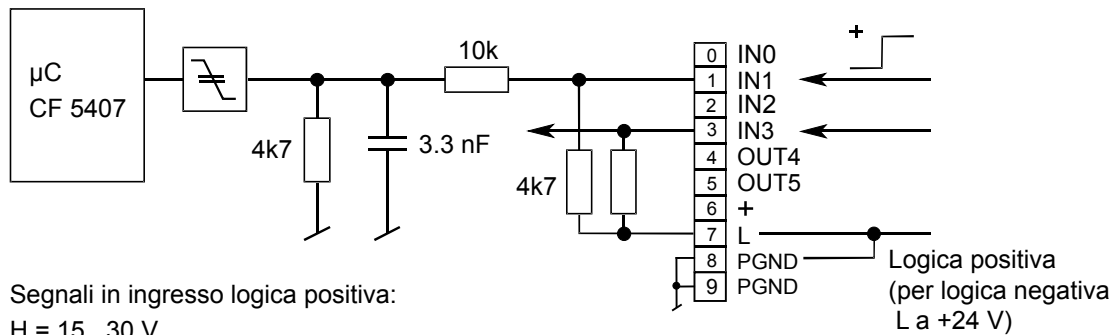 µC
CF 5407
4k7
3.3 nF
10k
4k7
0 IN0
1 IN1
2 IN2
3 IN3
4 OUT4
5 OUT5
6 +
7 L
8 PGND
9 PGND
+
Logica positiva
(per logica negativa
L a +24 V)
Segnali in ingresso logica positiva:
H = 15...30 V